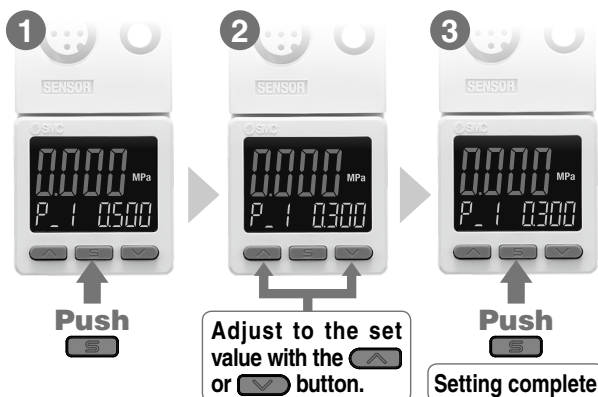 1
SENSOR
SMC
0.000 MPa
P_1 0.500
S
Push
S
2
SENSOR
SMC
0.000 MPa
P_1 0.300
S
Adjust to the set
value with the
or button.
3
SENSOR
SMC
0.000 MPa
P_1 0.300
S
Push
S
Setting complete